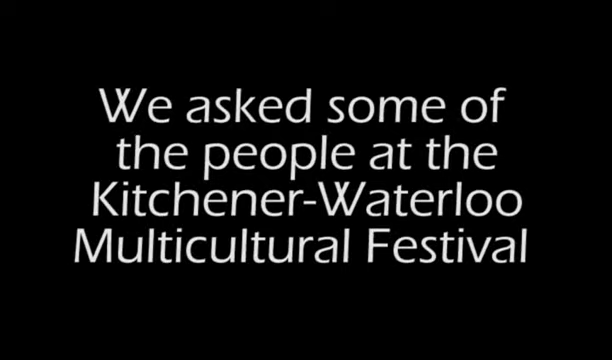 We asked some of
the people at the
Kitchener-Waterloo
Multicultural Festival